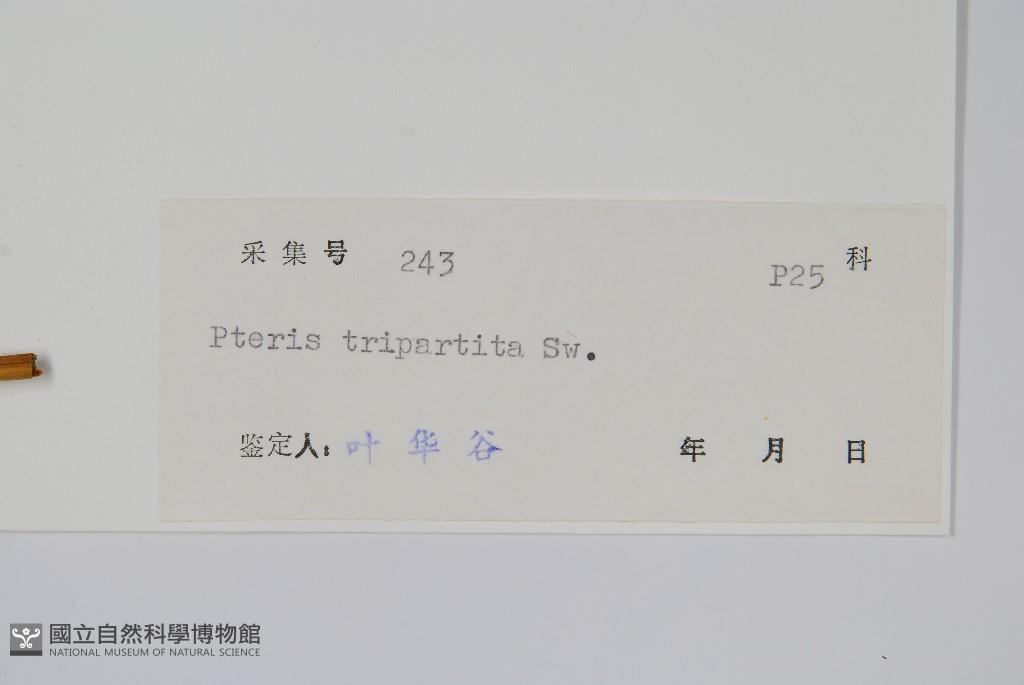 采集号 243 P25 科
Pteris tripartita Sw.
鉴定人: 叶华谷 年 月 日
國立自然科學博物館
NATIONAL MUSEUM OF NATURAL SCIENCE